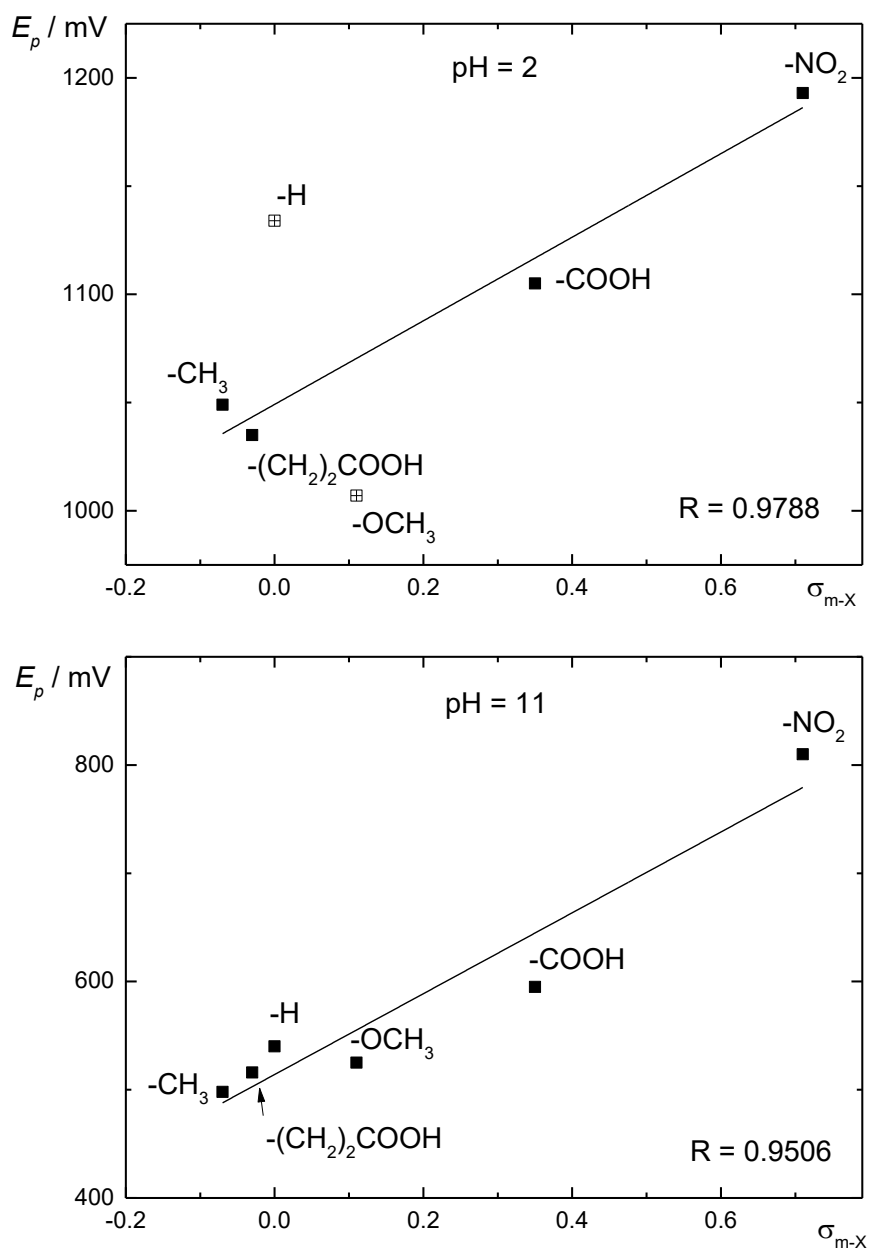 E_p / mV
pH = 2
-NO₂
1200
-H
1100
-COOH
-CH₃
-(CH₂)₂COOH
1000
-OCH₃
R = 0.9788
-0.2 0.0 0.2 0.4 0.6 σ_m-X
E_p / mV
pH = 11
-NO₂
800
-COOH
600
-H
-OCH₃
-CH₃
-(CH₂)₂COOH
R = 0.9506
400
-0.2 0.0 0.2 0.4 0.6 σ_m-X